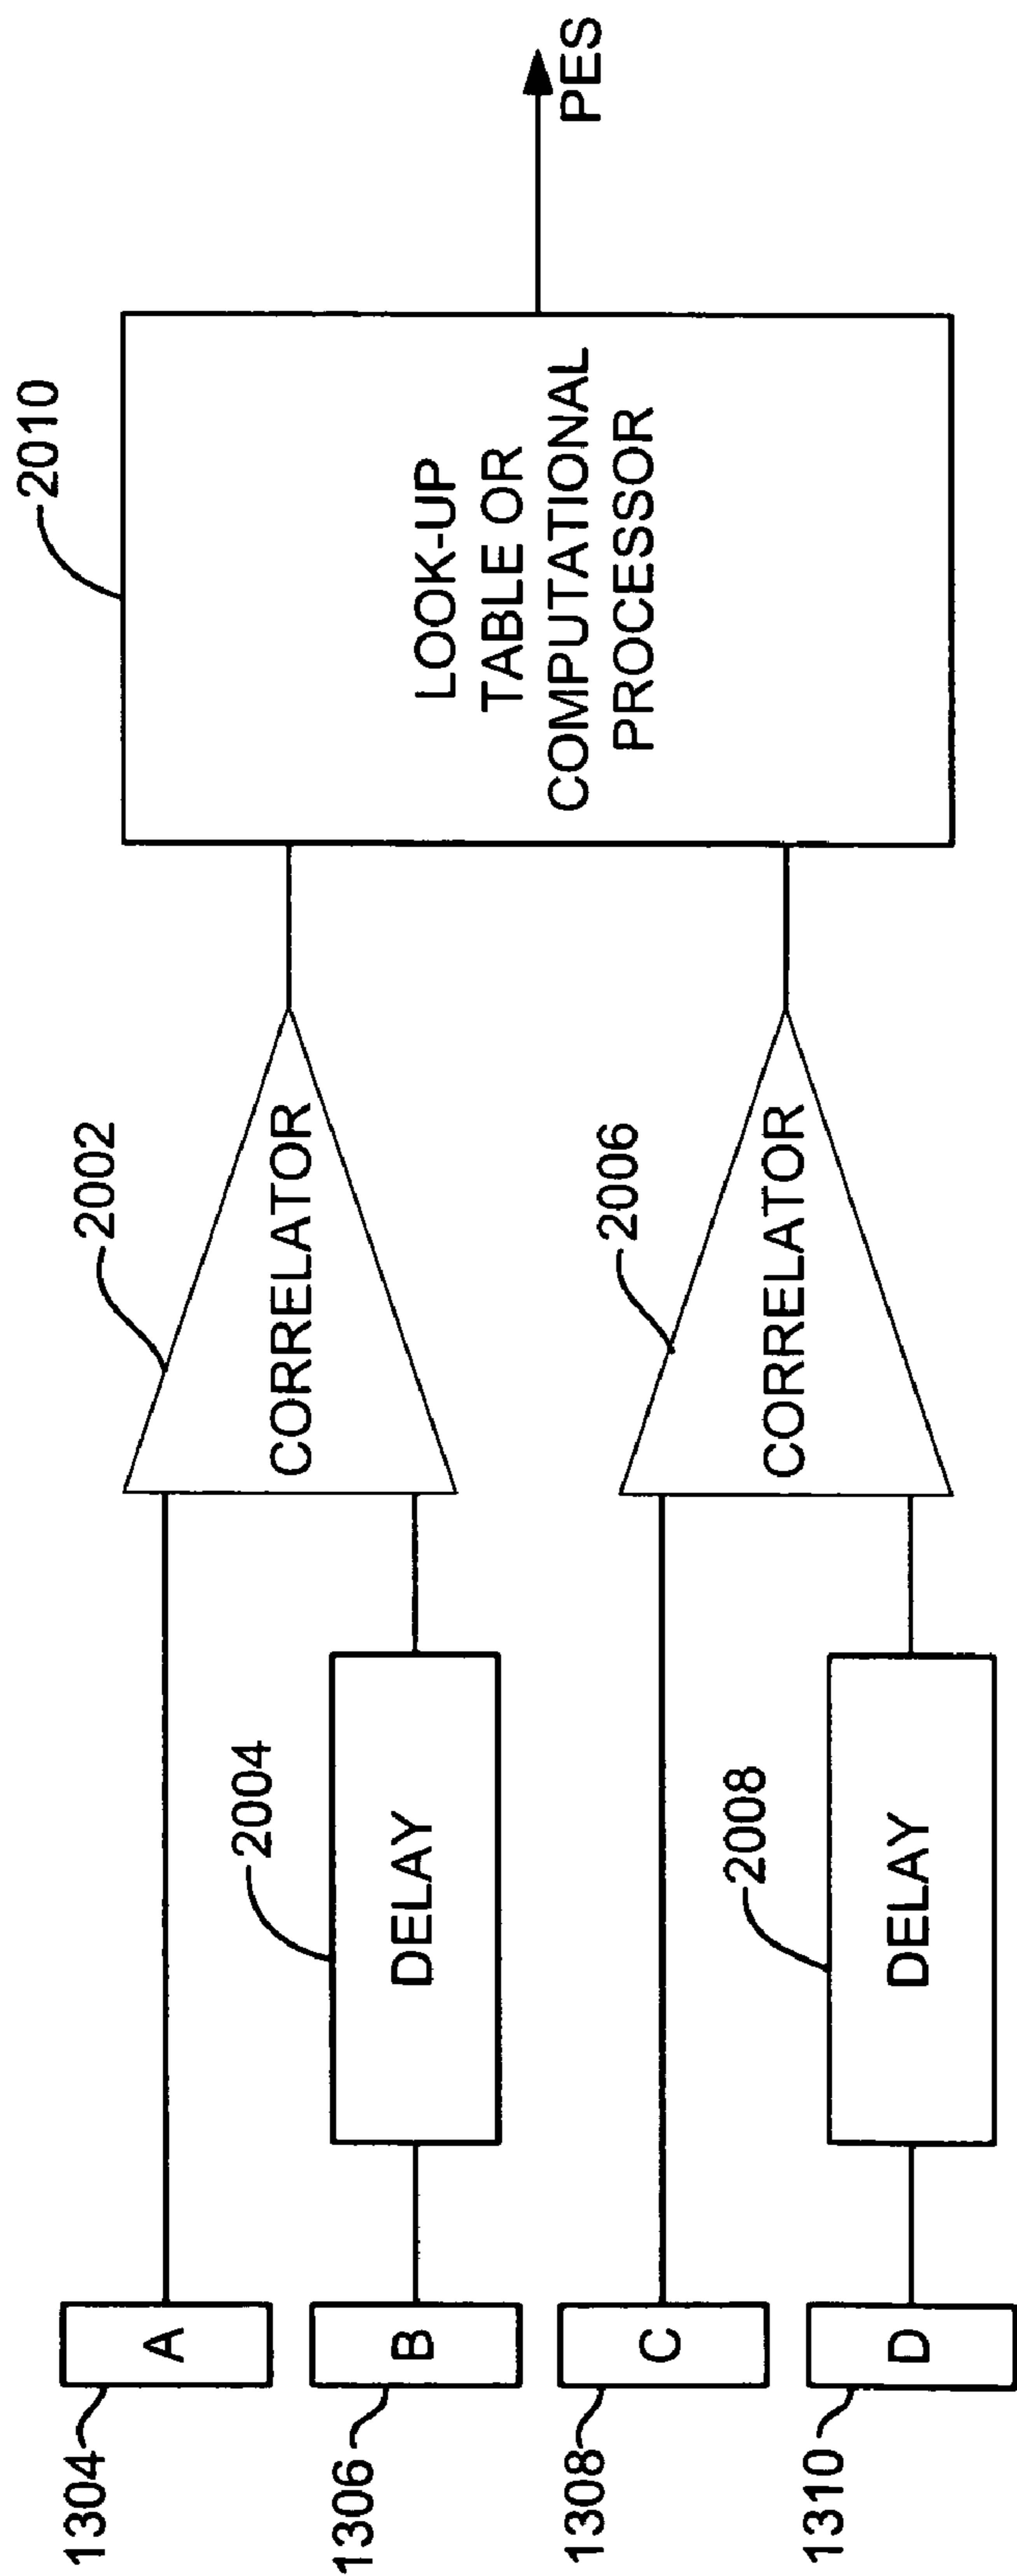 1304
A
1306
B
1308
C
1310
D
2004
DELAY
2008
DELAY
2002
CORRELATOR
2006
CORRELATOR
2010
LOOK-UP
TABLE OR
COMPUTATIONAL
PROCESSOR
PES